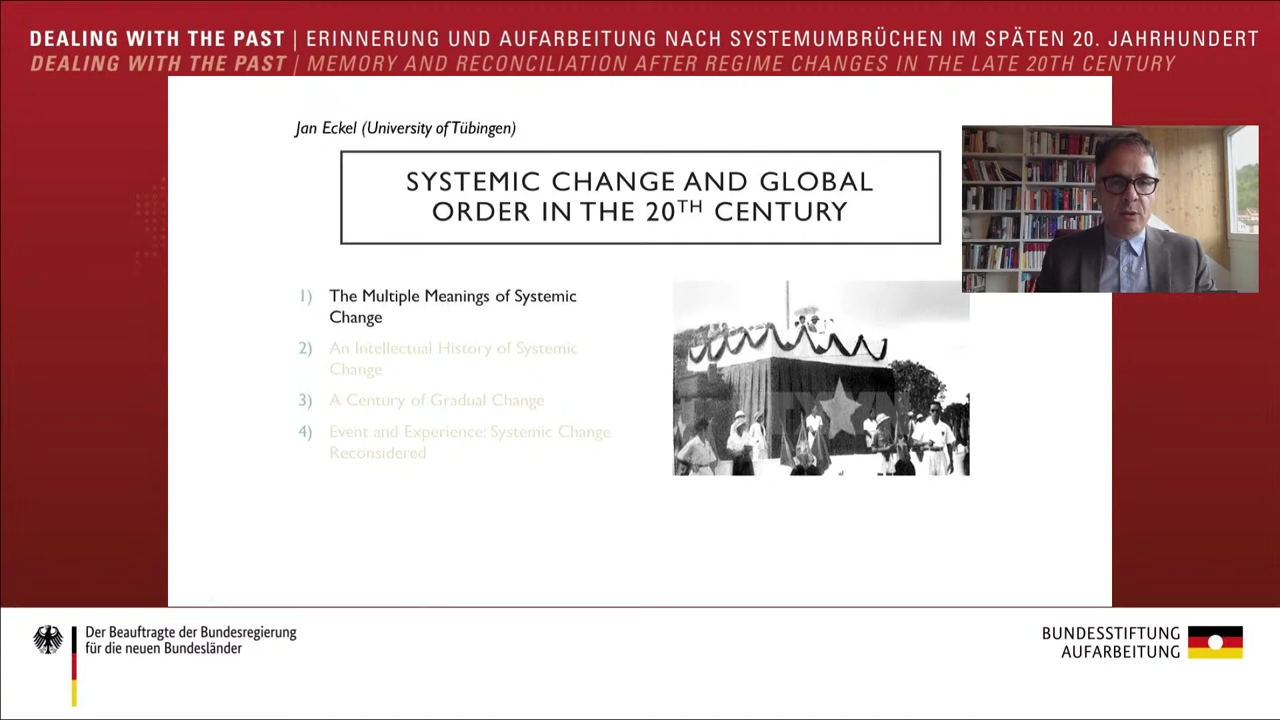 DEALING WITH THE PAST | ERINNERUNG UND AUFARBEITUNG NACH SYSTEMUMBRÜCHEN IM SPÄTEN 20. JAHRHUNDERT
DEALING WITH THE PAST | MEMORY AND RECONCILIATION AFTER REGIME CHANGES IN THE LATE 20TH CENTURY
Jan Eckel (University of Tübingen)
SYSTEMIC CHANGE AND GLOBAL
ORDER IN THE 20TH CENTURY
1) The Multiple Meanings of Systemic
Change
2) An Intellectual History of Systemic
Change
3) A Century of Gradual Change
4) Event and Experience: Systemic Change
Reconsidered
Der Beauftragte der Bundesregierung
für die neuen Bundesländer
BUNDESSTIFTUNG
AUFARBEITUNG